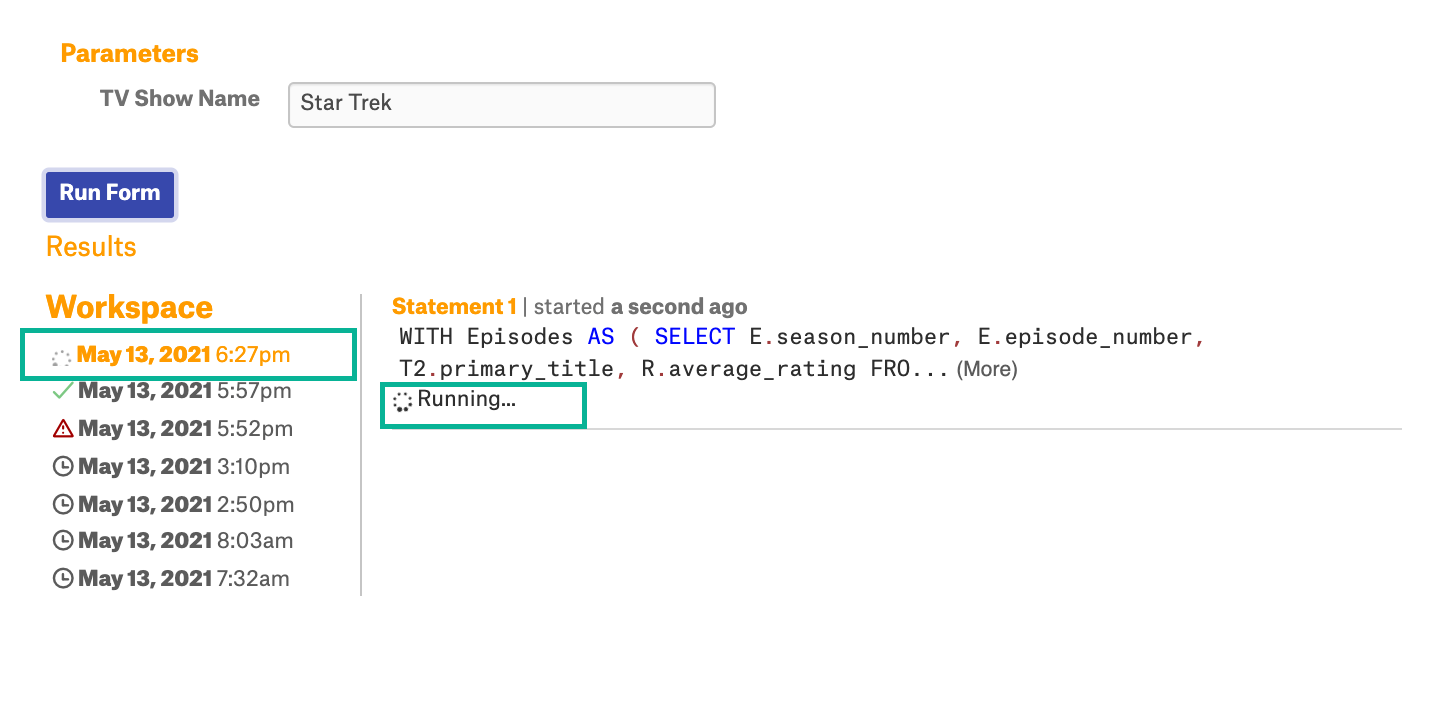 Parameters
TV Show Name
Star Trek
Run Form
Results
Workspace
May 13, 2021 6:27pm
May 13, 2021 5:57pm
May 13, 2021 5:52pm
May 13, 2021 3:10pm
May 13, 2021 2:50pm
May 13, 2021 8:03am
May 13, 2021 7:32am
Statement 1 | started a second ago
WITH Episodes AS ( SELECT E.season_number, E.episode_number,
T2.primary_title, R.average_rating FRO... (More)
Running...